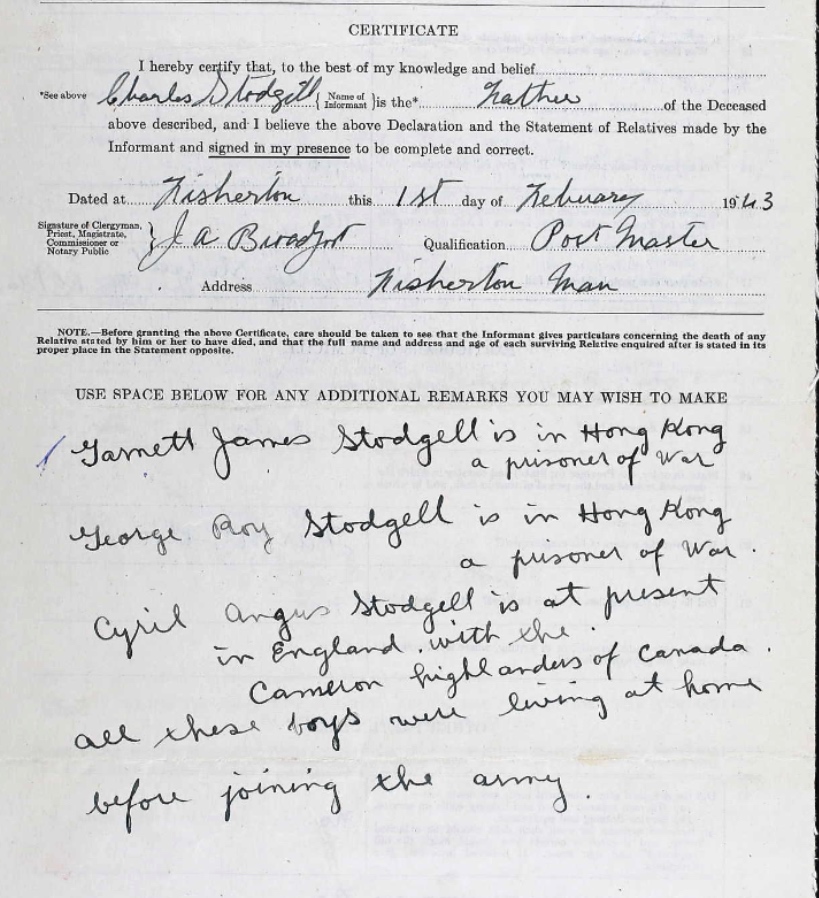 CERTIFICATE
I hereby certify that, to the best of my knowledge and belief
*See above Charles Stodgell { Name of Informant } is the* Father of the Deceased
above described, and I believe the above Declaration and the Statement of Relatives made by the
Informant and signed in my presence to be complete and correct.
Dated at Fisherton this 1st day of February 1943
Signature of Clergyman, Priest, Magistrate, Commissioner or Notary Public } J A Qualification Post Master
Address Fisherton Man
NOTE.—Before granting the above Certificate, care should be taken to see that the Informant gives particulars concerning the death of any
Relative stated by him or her to have died, and that the full name and address and age of each surviving Relative enquired after is stated in its
proper place in the Statement opposite.
USE SPACE BELOW FOR ANY ADDITIONAL REMARKS YOU MAY WISH TO MAKE
Garnett James Stodgell is in Hong Kong
a prisoner of War
George Roy Stodgell is in Hong Kong
a prisoner of War.
Cyril Angus Stodgell is at present
in England with the
Cameron highlanders of Canada.
all these boys were living at home
before joining the army.